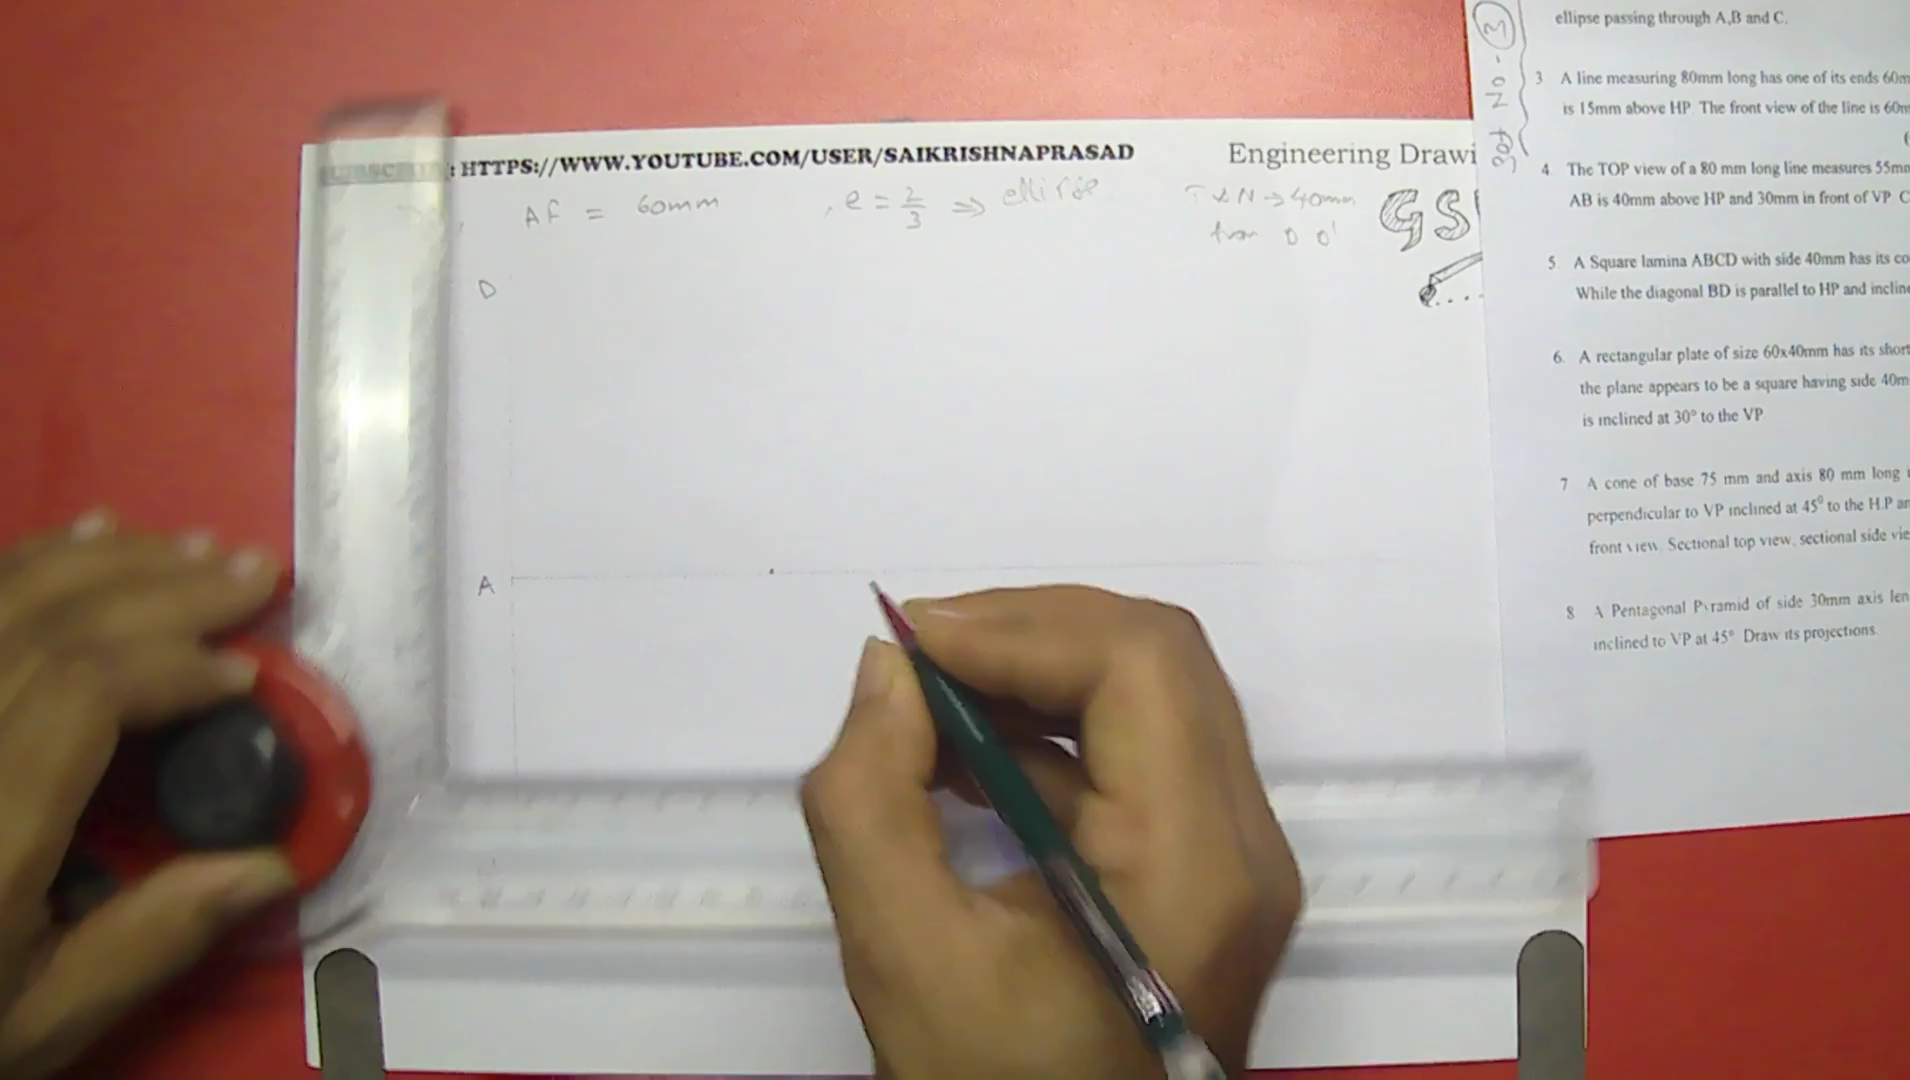 : HTTPS://WWW.YOUTUBE.COM/USER/SAIKRISHNAPRASAD
Engineering Drawi
AF = 60mm , e = 2/3 ⇒ ellipse
T & N → 40mm
from D D'
GS
D
A
M - ON
ellipse passing through A,B and C.
3 A line measuring 80mm long has one of its ends 60m
is 15mm above HP The front view of the line is 60m
(
4 The TOP view of a 80 mm long line measures 55mm
AB is 40mm above HP and 30mm in front of VP C
5 A Square lamina ABCD with side 40mm has its co
While the diagonal BD is parallel to HP and incline
6. A rectangular plate of size 60x40mm has its short
the plane appears to be a square having side 40m
is inclined at 30° to the VP
7 A cone of base 75 mm and axis 80 mm long
perpendicular to VP inclined at 45⁰ to the H.P an
front view. Sectional top view, sectional side vie
8 A Pentagonal Pyramid of side 30mm axis len
inclined to VP at 45° Draw its projections